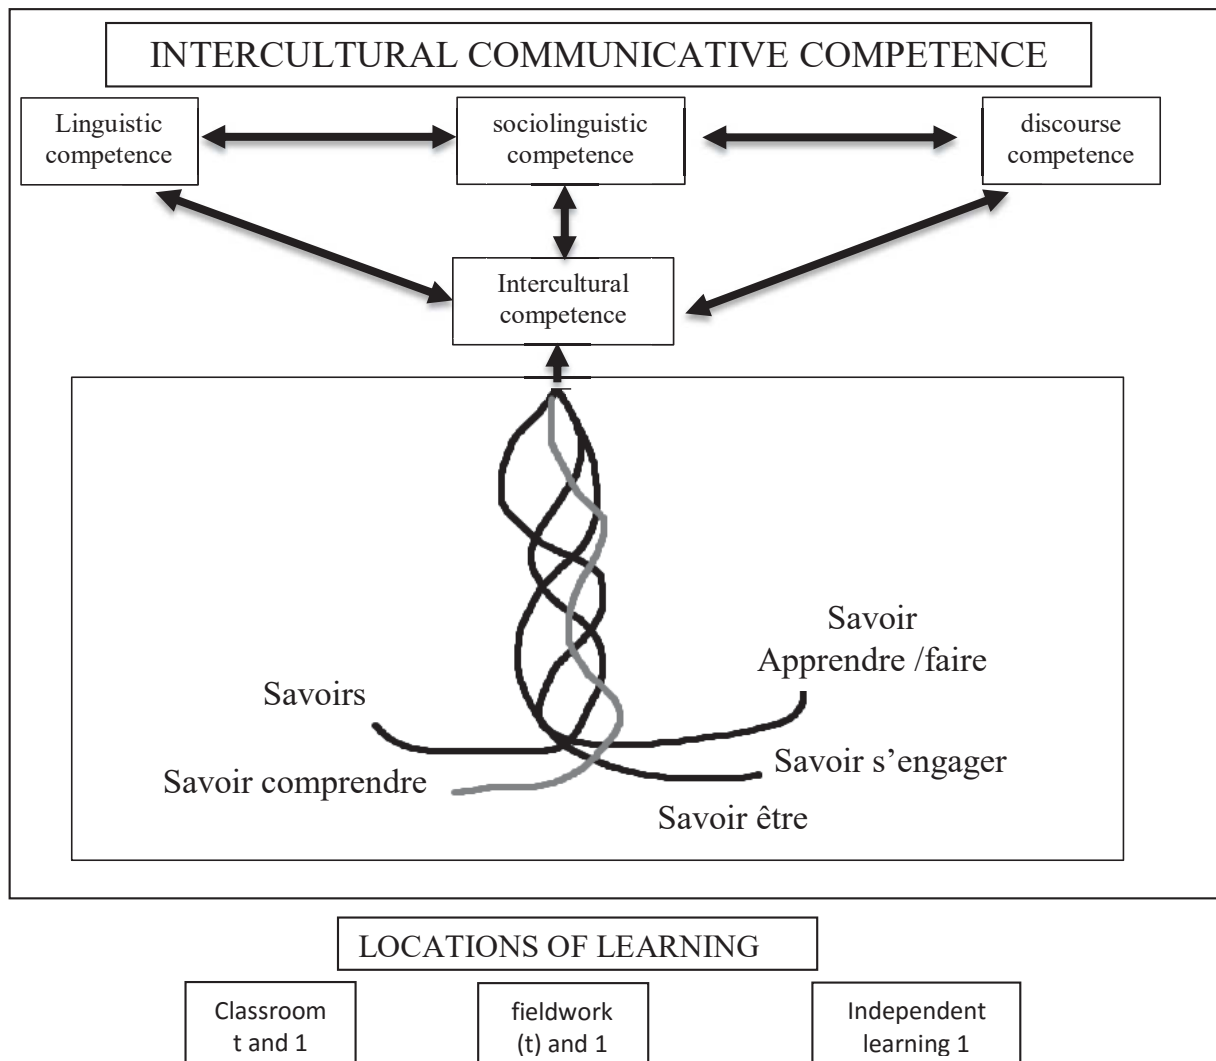 INTERCULTURAL COMMUNICATIVE COMPETENCE
Linguistic
competence
sociolinguistic
competence
discourse
competence
Intercultural
competence
Savoir
Apprendre /faire
Savoirs
Savoir s’engager
Savoir comprendre
Savoir être
LOCATIONS OF LEARNING
Classroom
t and 1
fieldwork
(t) and 1
Independent
learning 1